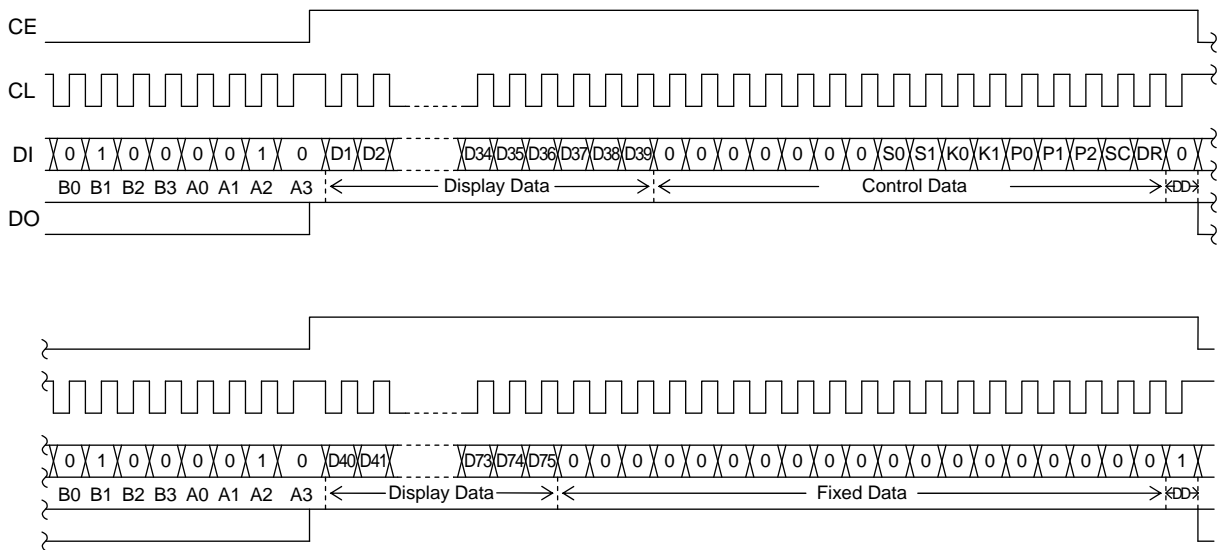 CE
CL
DI 0 1 0 0 0 0 1 0 D1 D2 D34 D35 D36 D37 D38 D39 0 0 0 0 0 0 0 S0 S1 K0 K1 P0 P1 P2 SC DR 0
B0 B1 B2 B3 A0 A1 A2 A3 Display Data Control Data DD
DO
0 1 0 0 0 0 1 0 D40 D41 D73 D74 D75 0 0 0 0 0 0 0 0 0 0 0 0 0 0 0 0 0 0 0 1
B0 B1 B2 B3 A0 A1 A2 A3 Display Data Fixed Data DD